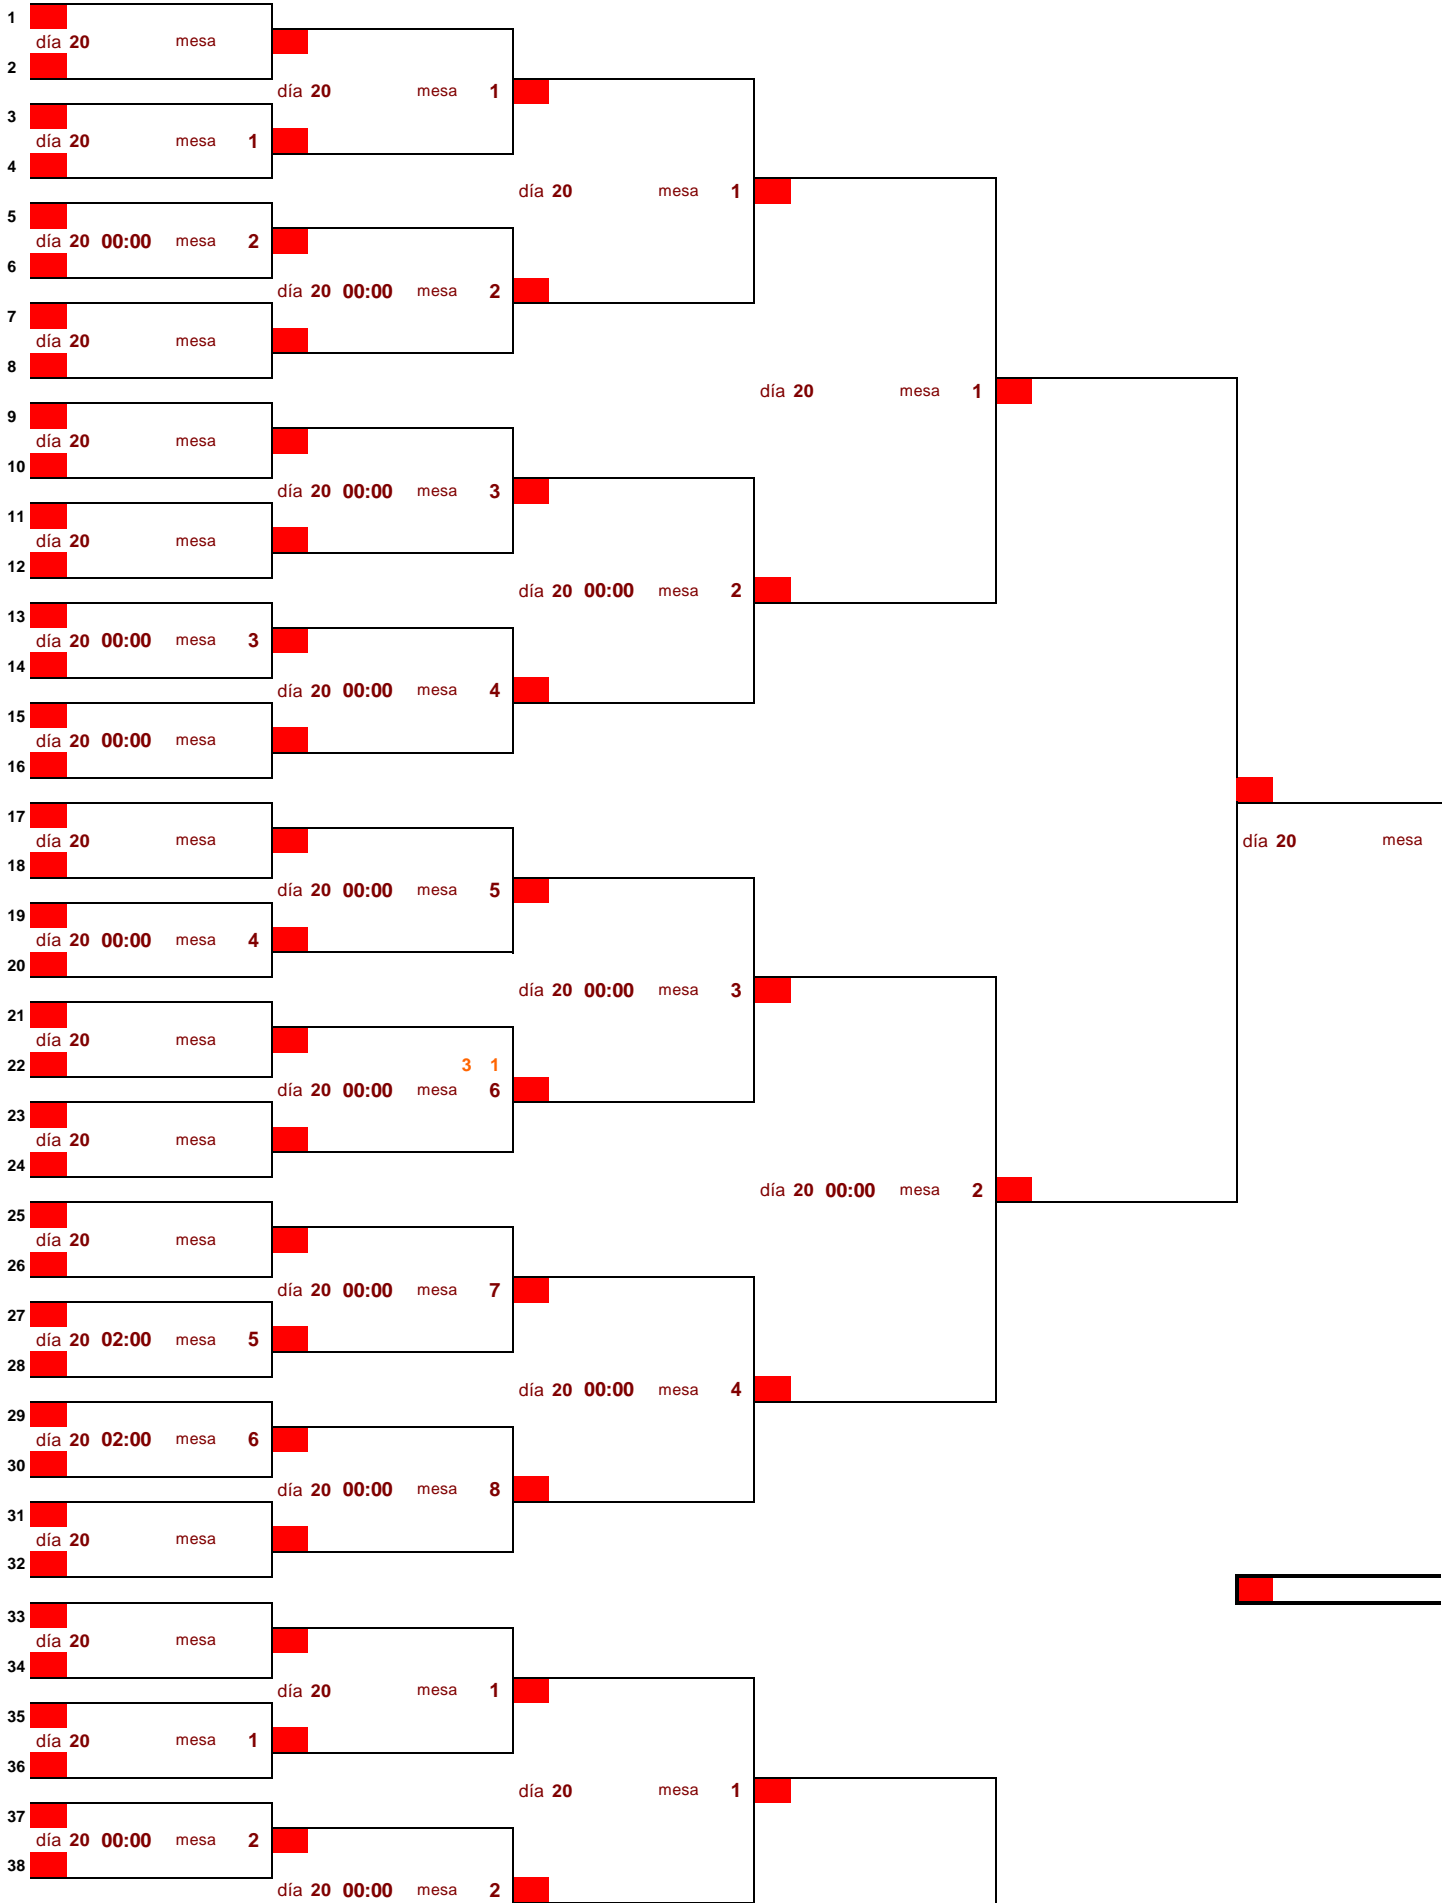 1
día 20 mesa
2
día 20 mesa 1
3
día 20 mesa 1
4
día 20 mesa 1
5
día 20 00:00 mesa 2
6
día 20 00:00 mesa 2
7
día 20 mesa
8
día 20 mesa 1
9
día 20 mesa
10
día 20 00:00 mesa 3
11
día 20 mesa
12
día 20 00:00 mesa 2
13
día 20 00:00 mesa 3
14
día 20 00:00 mesa 4
15
día 20 00:00 mesa
16
17
día 20 mesa
día 20 mesa
18
día 20 00:00 mesa 5
19
día 20 00:00 mesa 4
20
día 20 00:00 mesa 3
21
día 20 mesa
22
3 1
día 20 00:00 mesa 6
23
día 20 mesa
24
día 20 00:00 mesa 2
25
día 20 mesa
26
día 20 00:00 mesa 7
27
día 20 02:00 mesa 5
28
día 20 00:00 mesa 4
29
día 20 02:00 mesa 6
30
día 20 00:00 mesa 8
31
día 20 mesa
32
33
día 20 mesa
34
día 20 mesa 1
35
día 20 mesa 1
36
día 20 mesa 1
37
día 20 00:00 mesa 2
38
día 20 00:00 mesa 2